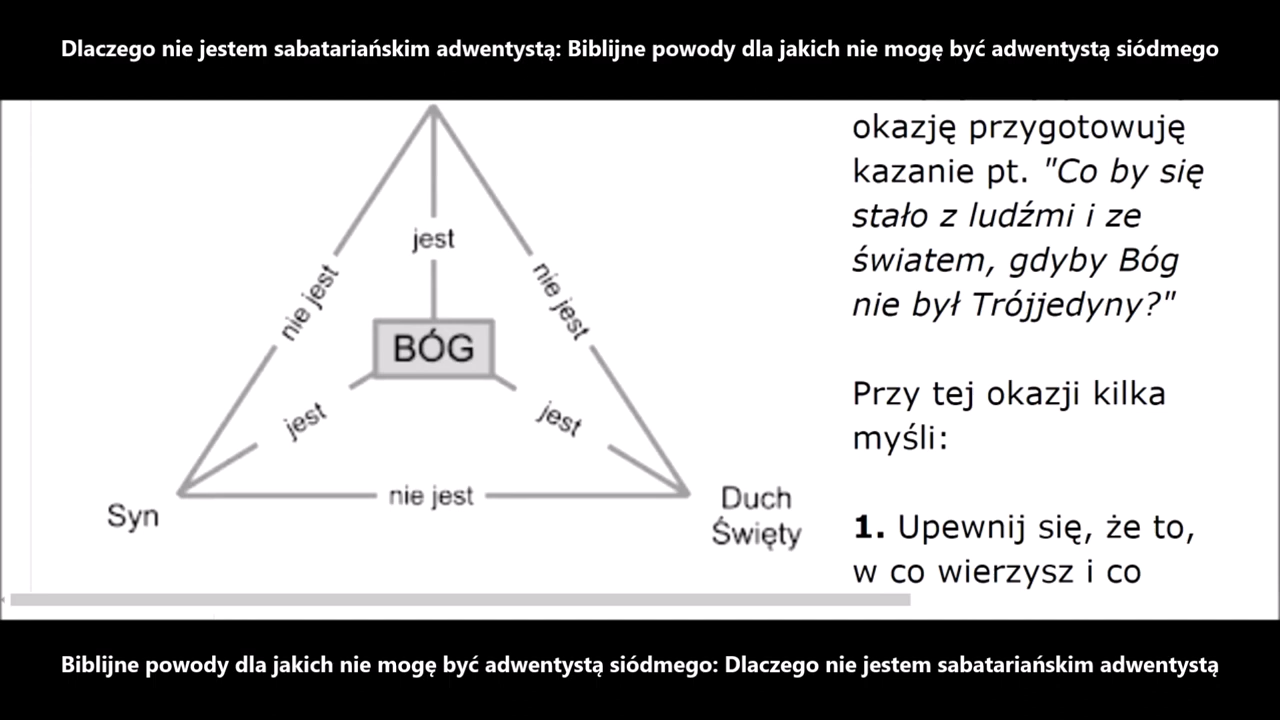 Dlaczego nie jestem sabatariańskim adwentystą: Biblijne powody dla jakich nie mogę być adwentystą siódmego
jest
nie jest
nie jest
BÓG
jest
jest
nie jest
Syn
Duch
Święty
okazję przygotowuję
kazanie pt. "Co by się
stało z ludźmi i ze
światem, gdyby Bóg
nie był Trójjedyny?"
Przy tej okazji kilka
myśli:
1. Upewnij się, że to,
w co wierzysz i co
Biblijne powody dla jakich nie mogę być adwentystą siódmego: Dlaczego nie jestem sabatariańskim adwentystą